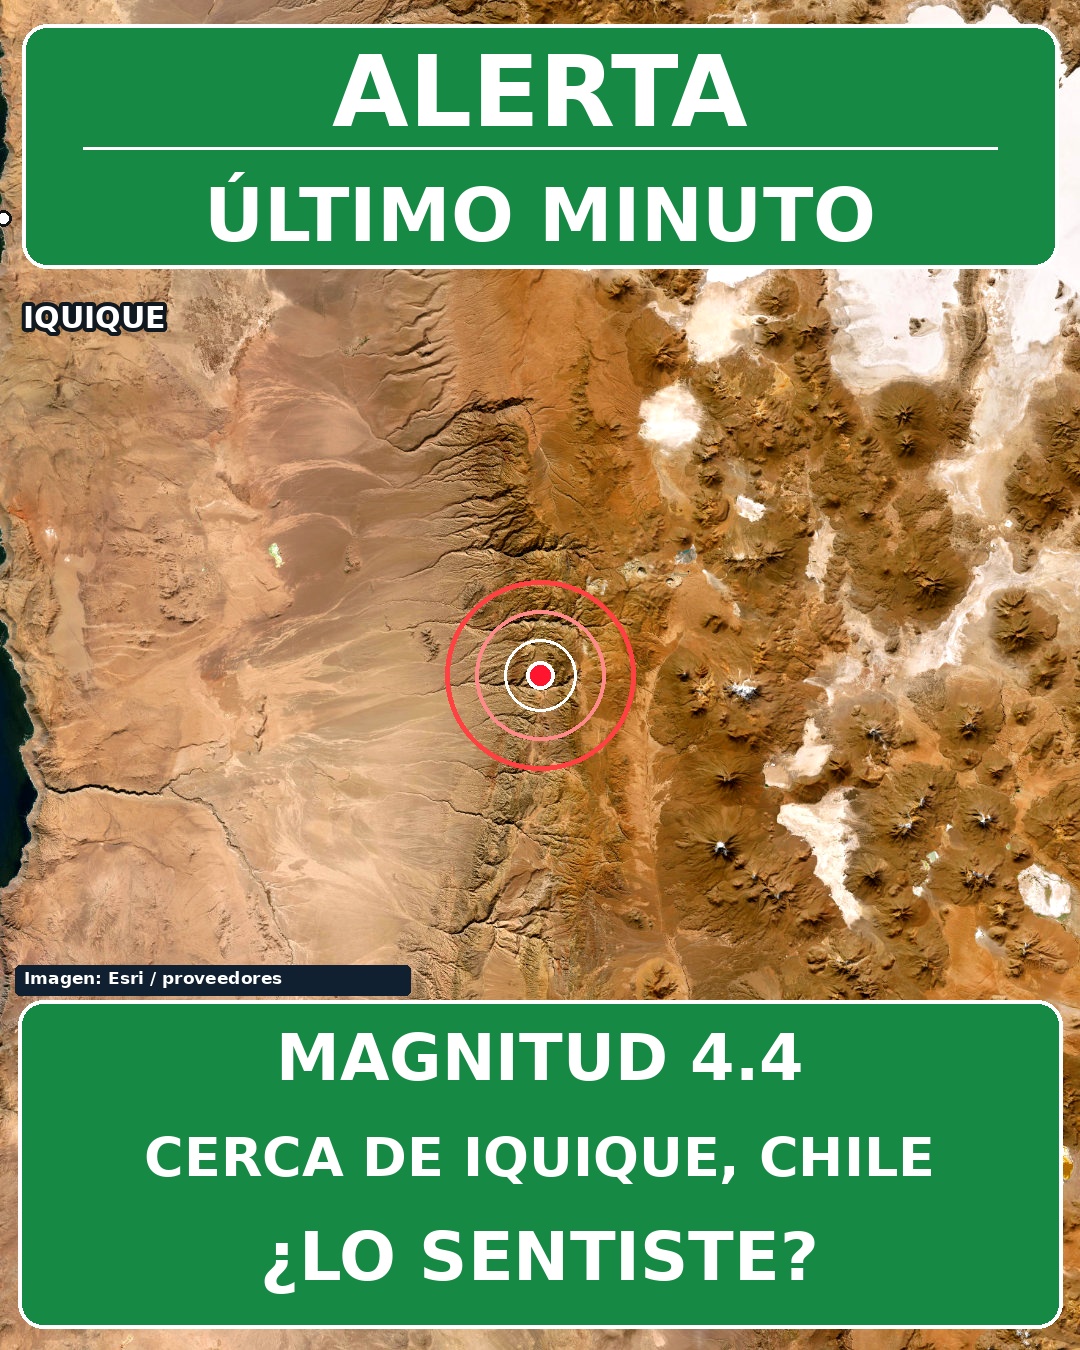 ALERTA
ÚLTIMO MINUTO
IQUIQUE
Imagen: Esri / proveedores
MAGNITUD 4.4
CERCA DE IQUIQUE, CHILE
¿LO SENTISTE?